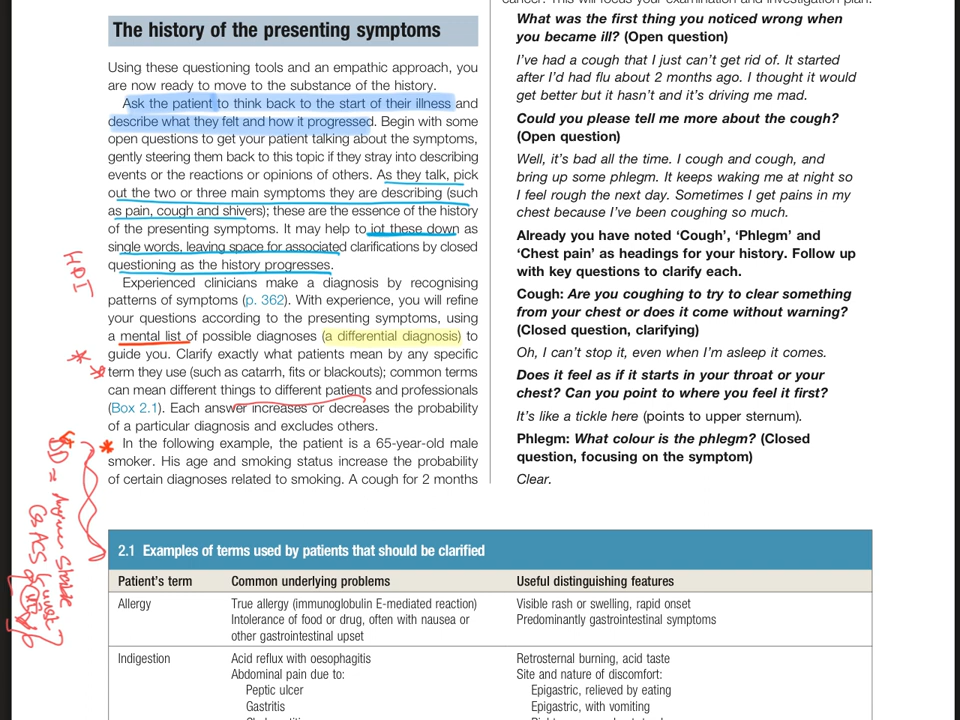 The history of the presenting symptoms
Using these questioning tools and an empathic approach, you
are now ready to move to the substance of the history.
Ask the patient to think back to the start of their illness and
describe what they felt and how it progressed. Begin with some
open questions to get your patient talking about the symptoms,
gently steering them back to this topic if they stray into describing
events or the reactions or opinions of others. As they talk, pick
out the two or three main symptoms they are describing (such
as pain, cough and shivers); these are the essence of the history
of the presenting symptoms. It may help to jot these down as
single words, leaving space for associated clarifications by closed
questioning as the history progresses.
Experienced clinicians make a diagnosis by recognising
patterns of symptoms (p. 362). With experience, you will refine
your questions according to the presenting symptoms, using
a mental list of possible diagnoses (a differential diagnosis) to
guide you. Clarify exactly what patients mean by any specific
term they use (such as catarrh, fits or blackouts); common terms
can mean different things to different patients and professionals
(Box 2.1). Each answer increases or decreases the probability
of a particular diagnosis and excludes others.
In the following example, the patient is a 65-year-old male
smoker. His age and smoking status increase the probability
of certain diagnoses related to smoking. A cough for 2 months
cancer. This will focus your examination and investigation plan.
What was the first thing you noticed wrong when
you became ill? (Open question)
I've had a cough that I just can't get rid of. It started
after I'd had flu about 2 months ago. I thought it would
get better but it hasn't and it's driving me mad.
Could you please tell me more about the cough?
(Open question)
Well, it's bad all the time. I cough and cough, and
bring up some phlegm. It keeps waking me at night so
I feel rough the next day. Sometimes I get pains in my
chest because I've been coughing so much.
Already you have noted 'Cough', 'Phlegm' and
'Chest pain' as headings for your history. Follow up
with key questions to clarify each.
Cough: Are you coughing to try to clear something
from your chest or does it come without warning?
(Closed question, clarifying)
Oh, I can't stop it, even when I'm asleep it comes.
Does it feel as if it starts in your throat or your
chest? Can you point to where you feel it first?
It's like a tickle here (points to upper sternum).
Phlegm: What colour is the phlegm? (Closed
question, focusing on the symptom)
Clear.
2.1 Examples of terms used by patients that should be clarified
Patient's term Common underlying problems Useful distinguishing features
Allergy True allergy (immunoglobulin E-mediated reaction) Visible rash or swelling, rapid onset
Intolerance of food or drug, often with nausea or Predominantly gastrointestinal symptoms
other gastrointestinal upset
Indigestion Acid reflux with oesophagitis Retrosternal burning, acid taste
Abdominal pain due to: Site and nature of discomfort:
Peptic ulcer Epigastric, relieved by eating
Gastritis Epigastric, with vomiting